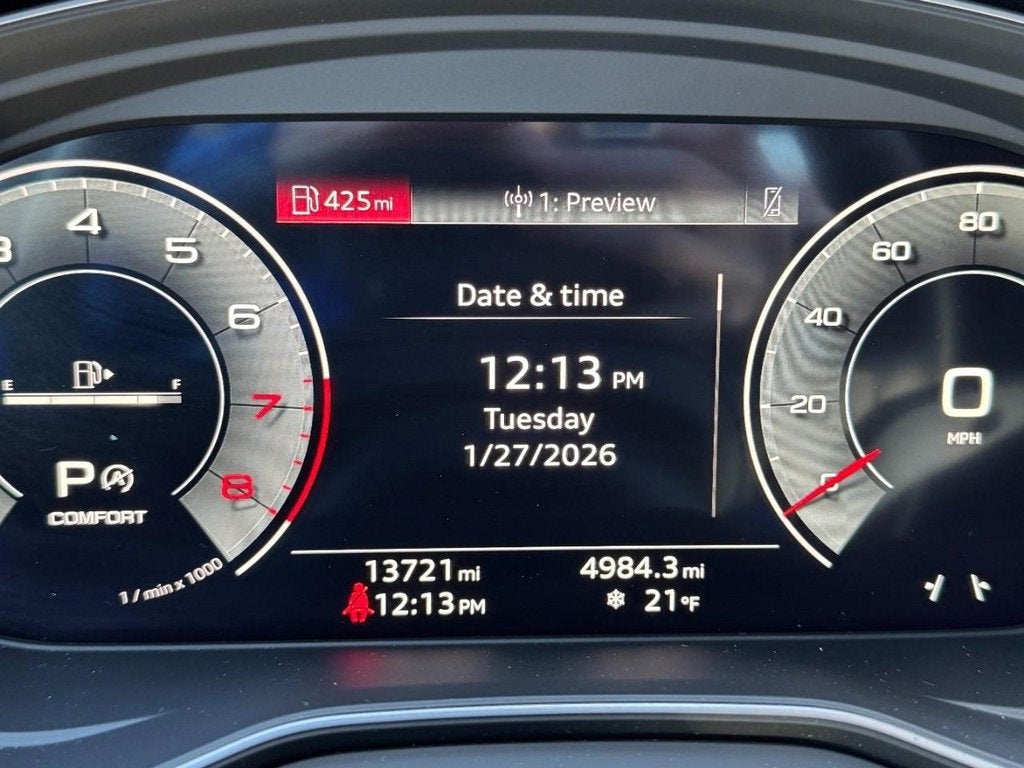 425 mi
1: Preview
Date & time
12:13 PM
Tuesday
1/27/2026
3
4
5
6
7
8
1 / min x 1000
E
F
P
COMFORT
0
20
40
60
80
0
MPH
13721 mi
4984.3 mi
12:13 PM
21°F